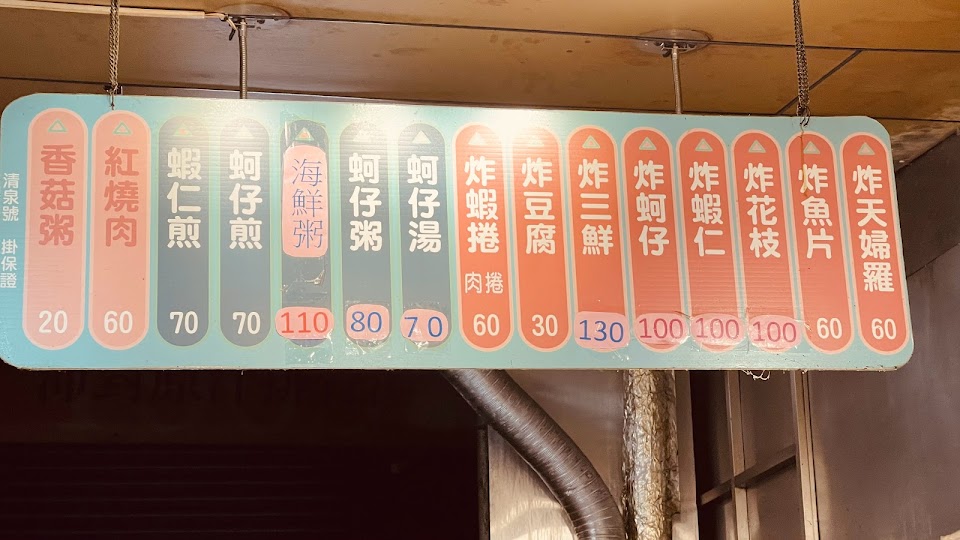 清泉號 掛保證
香菇粥 20
紅燒肉 60
蝦仁煎 70
蚵仔煎 70
海鮮粥 110
蚵仔粥 80
蚵仔湯 70
炸蝦捲 肉捲 60
炸豆腐 30
炸三鮮 130
炸蚵仔 100
炸蝦仁 100
炸花枝 100
炸魚片 60
炸天婦羅 60